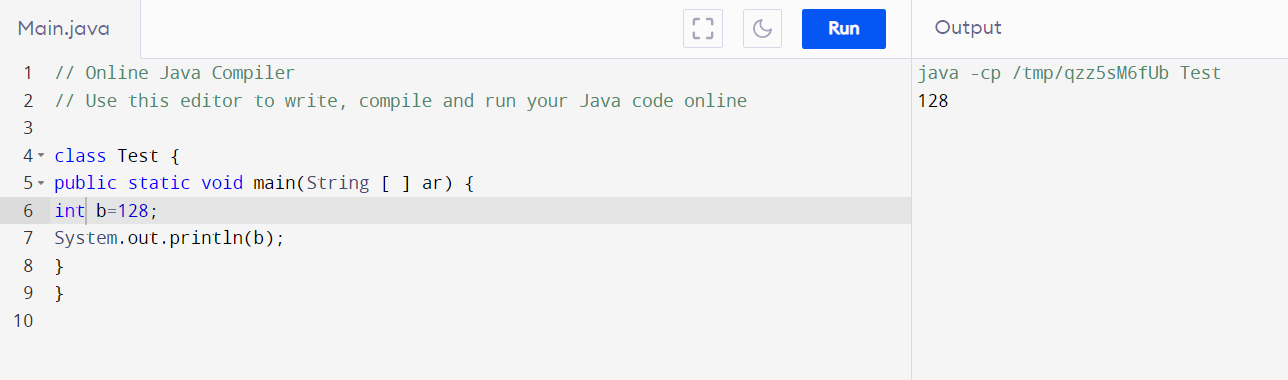 Main.java
Run
Output
1 // Online Java Compiler
2 // Use this editor to write, compile and run your Java code online
3
4 class Test {
5 public static void main(String [ ] ar) {
6 int b=128;
7 System.out.println(b);
8 }
9 }
10
java -cp /tmp/qzz5sM6fUb Test
128